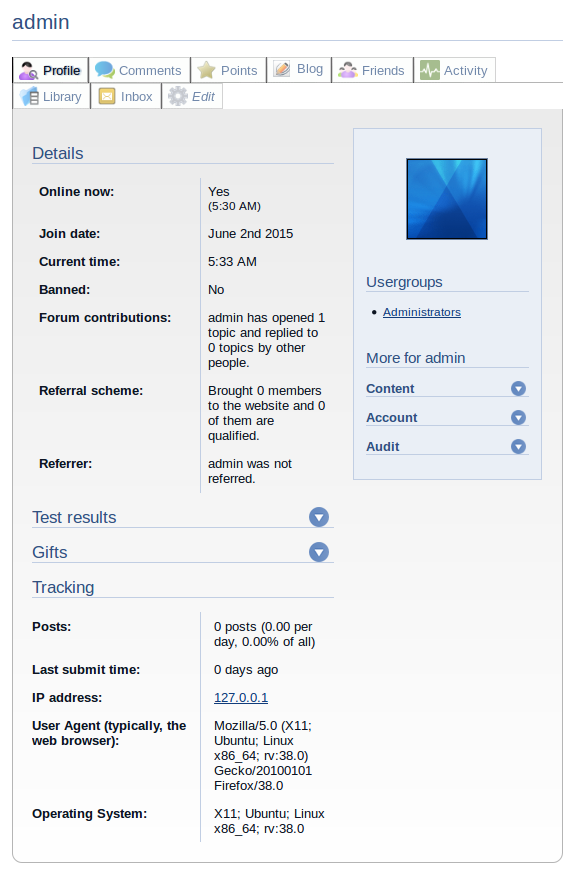 admin
Profile
Comments
Points
Blog
Friends
Activity
Library
Inbox
Edit
Details
Online now:
Yes
(5:30 AM)
Join date:
June 2nd 2015
Current time:
5:33 AM
Banned:
No
Forum contributions:
admin has opened 1
topic and replied to
0 topics by other
people.
Referral scheme:
Brought 0 members
to the website and 0
of them are
qualified.
Referrer:
admin was not
referred.
Test results
Gifts
Tracking
Posts:
0 posts (0.00 per
day, 0.00% of all)
Last submit time:
0 days ago
IP address:
127.0.0.1
User Agent (typically, the
web browser):
Mozilla/5.0 (X11;
Ubuntu; Linux
x86_64; rv:38.0)
Gecko/20100101
Firefox/38.0
Operating System:
X11; Ubuntu; Linux
x86_64; rv:38.0
Usergroups
Administrators
More for admin
Content
Account
Audit